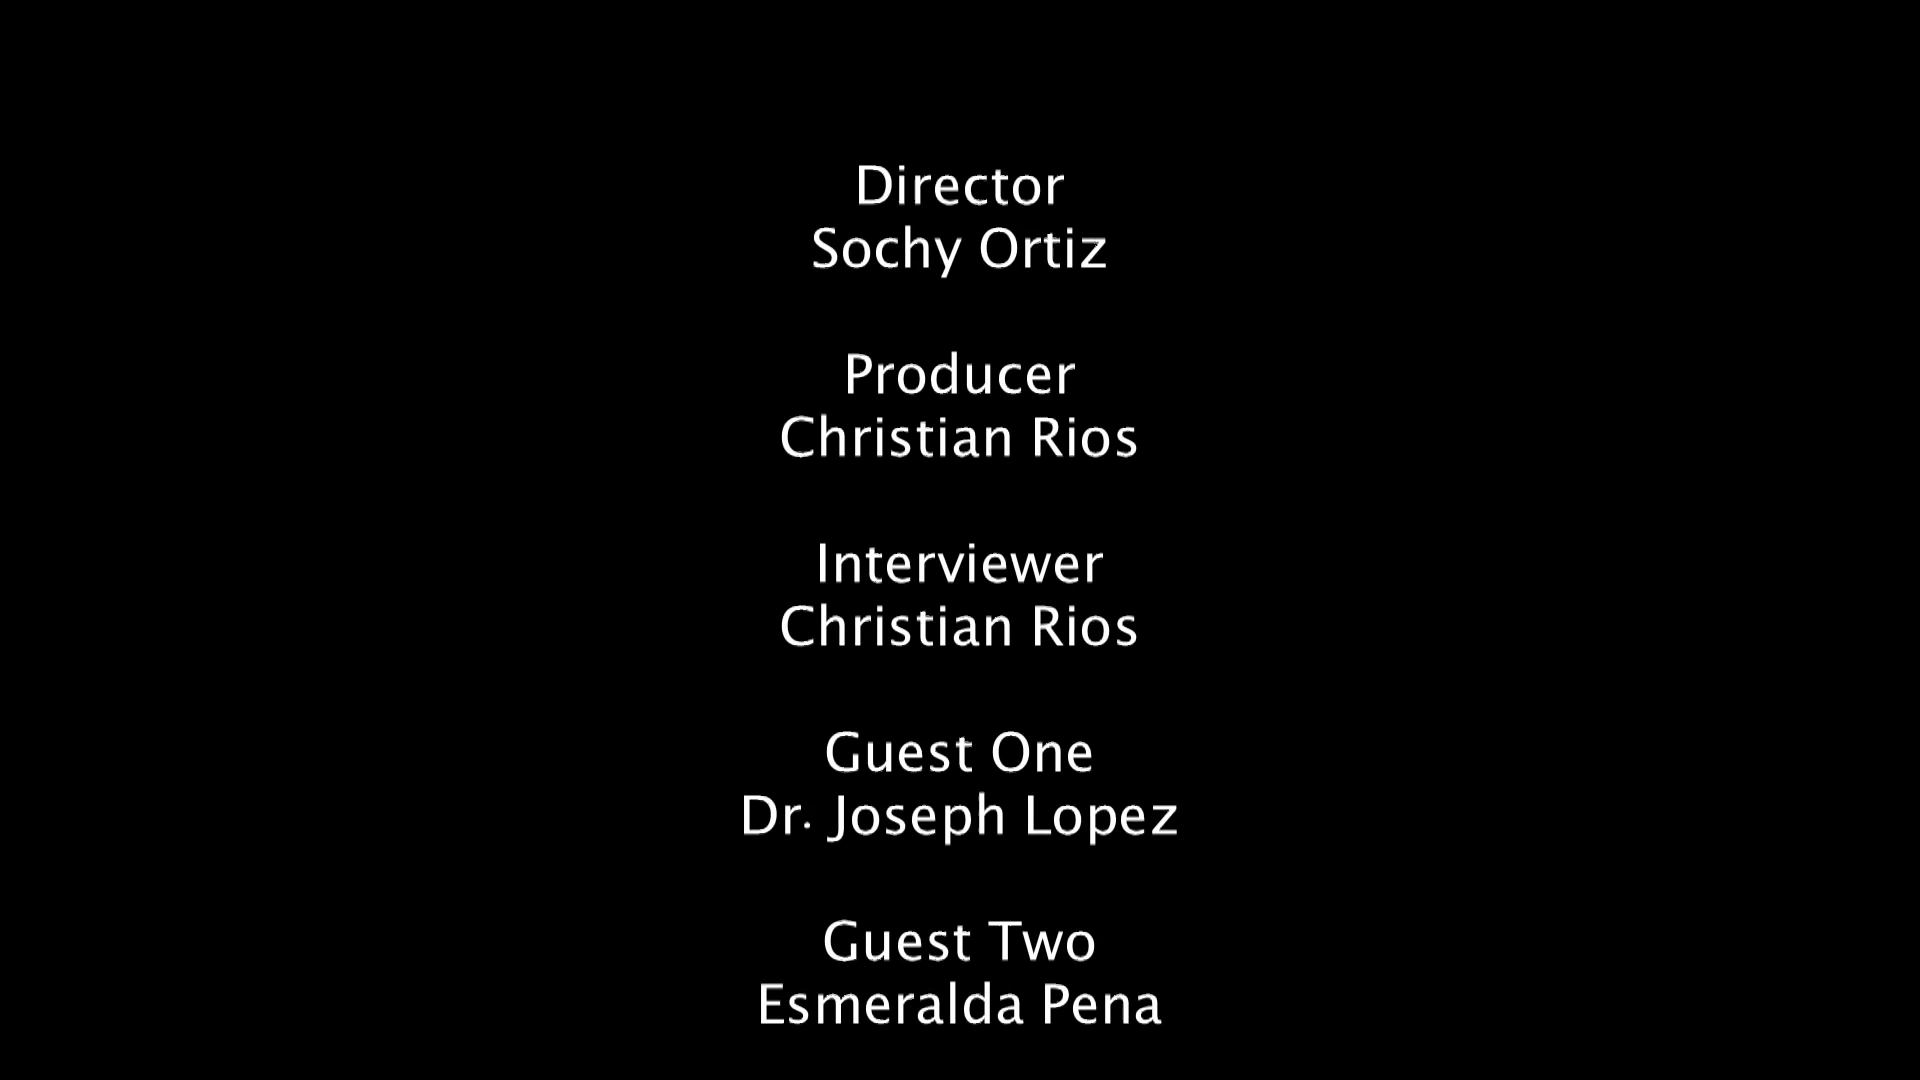 Director
Sochy Ortiz
Producer
Christian Rios
Interviewer
Christian Rios
Guest One
Dr. Joseph Lopez
Guest Two
Esmeralda Pena